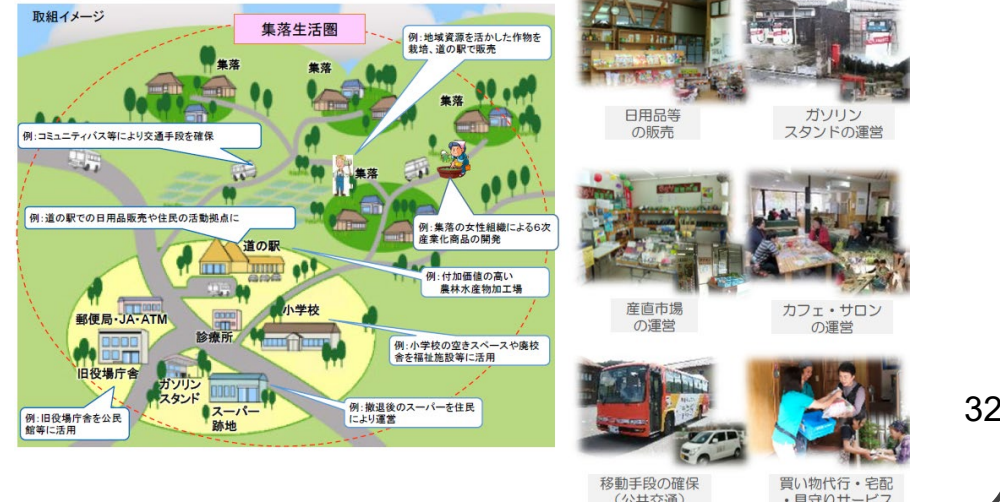 取組イメージ
集落生活圏
例:地域資源を活かした作物を
栽培、道の駅で販売
集落
集落
集落
例:コミュニティバス等により交通手段を確保
集落
例:道の駅での日用品販売や住民の活動拠点に
例:集落の女性組織による6次
産業化商品の開発
道の駅
例:付加価値の高い
農林水産物加工場
郵便局・JA・ATM
小学校
診療所
例:小学校の空きスペースや廃校
舎を福祉施設等に活用
旧役場庁舎
ガソリン
スタンド
スーパー
跡地
例:旧役場庁舎を公民
館等に活用
例:撤退後のスーパーを住民
により運営
日用品等
の販売
ガソリン
スタンドの運営
産直市場
の運営
カフェ・サロン
の運営
移動手段の確保
(公共交通)
買い物代行・宅配
・見守りサービス
32